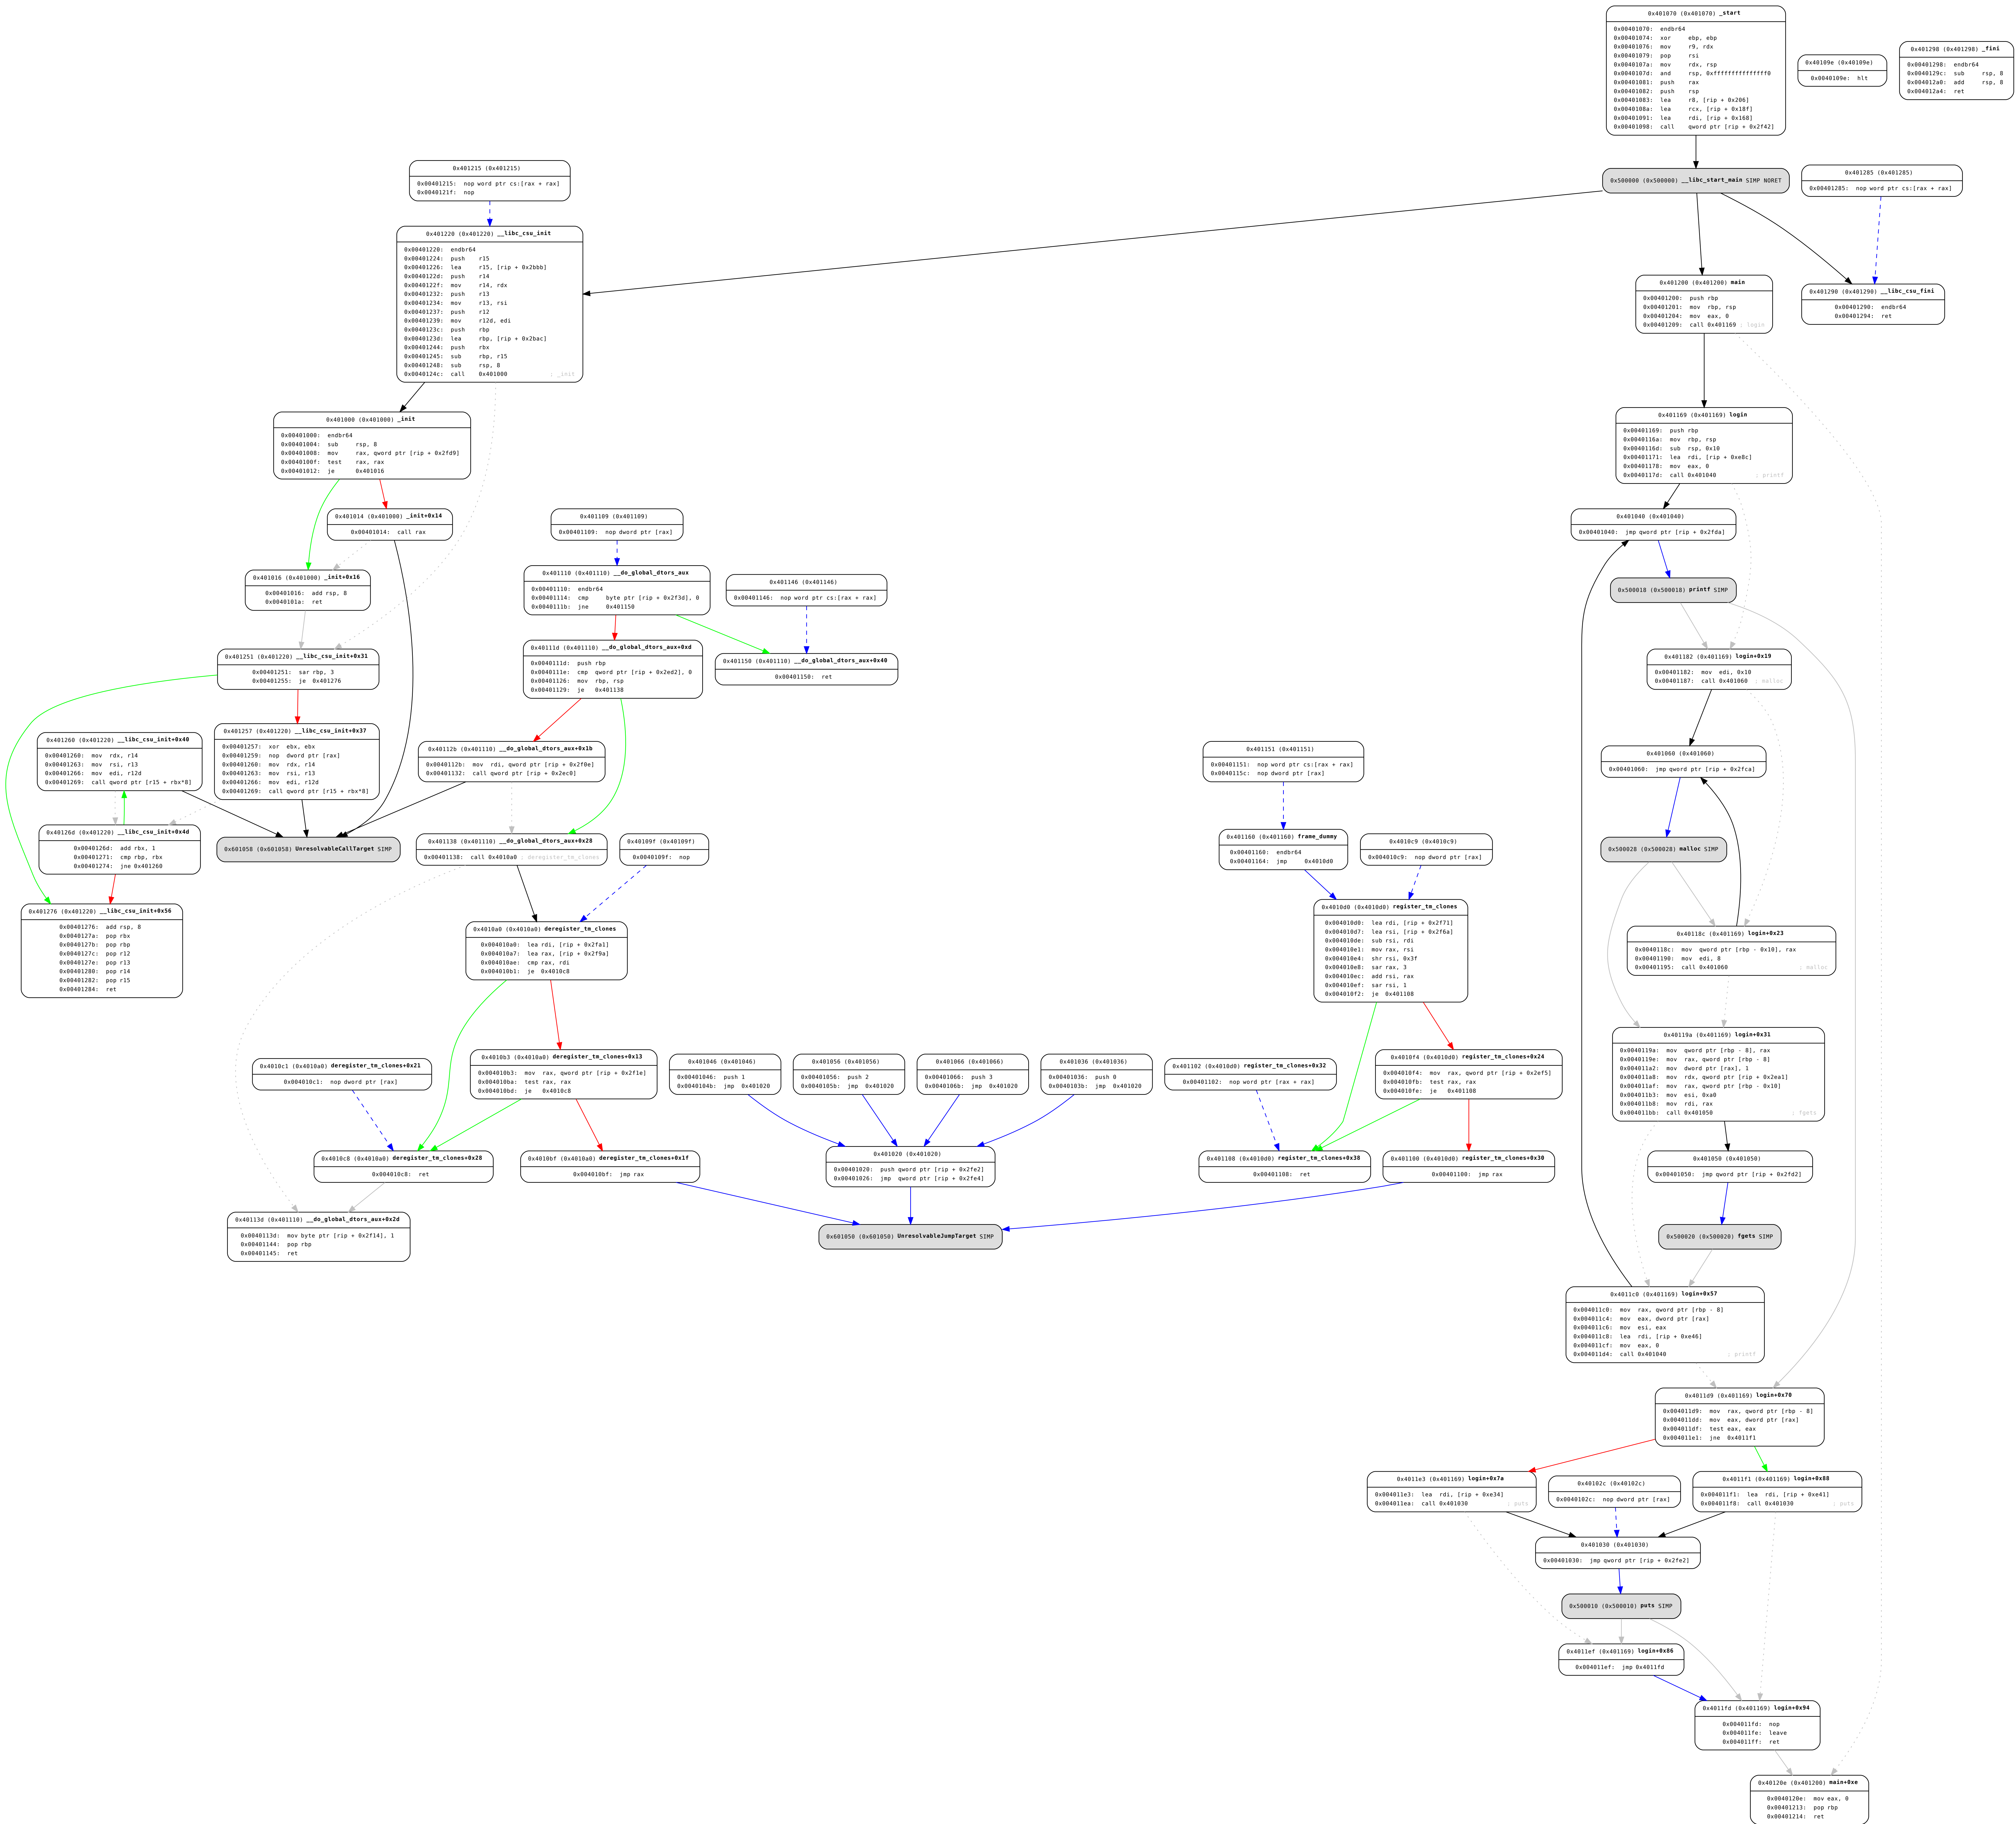 0x401070 (0x401070) _start
0x00401070: endbr64
0x00401074: xor ebp, ebp
0x00401076: mov r9, rdx
0x00401079: pop rsi
0x0040107a: mov rdx, rsp
0x0040107d: and rsp, 0xfffffffffffffff0
0x00401081: push rax
0x00401082: push rsp
0x00401083: lea r8, [rip + 0x206]
0x0040108a: lea rcx, [rip + 0x18f]
0x00401091: lea rdi, [rip + 0x168]
0x00401098: call qword ptr [rip + 0x2f42]
0x40109e (0x40109e)
0x0040109e: hlt
0x401298 (0x401298) _fini
0x00401298: endbr64
0x0040129c: sub rsp, 8
0x004012a0: add rsp, 8
0x004012a4: ret
0x401215 (0x401215)
0x00401215: nop word ptr cs:[rax + rax]
0x0040121f: nop
0x500000 (0x500000) __libc_start_main SIMP NORET
0x401285 (0x401285)
0x00401285: nop word ptr cs:[rax + rax]
0x401220 (0x401220) __libc_csu_init
0x00401220: endbr64
0x00401224: push r15
0x00401226: lea r15, [rip + 0x2bbb]
0x0040122d: push r14
0x0040122f: mov r14, rdx
0x00401232: push r13
0x00401234: mov r13, rsi
0x00401237: push r12
0x00401239: mov r12d, edi
0x0040123c: push rbp
0x0040123d: lea rbp, [rip + 0x2bac]
0x00401244: push rbx
0x00401245: sub rbp, r15
0x00401248: sub rsp, 8
0x0040124c: call 0x401000 ; _init
0x401200 (0x401200) main
0x00401200: push rbp
0x00401201: mov rbp, rsp
0x00401204: mov eax, 0
0x00401209: call 0x401169 ; login
0x401290 (0x401290) __libc_csu_fini
0x00401290: endbr64
0x00401294: ret
0x401000 (0x401000) _init
0x00401000: endbr64
0x00401004: sub rsp, 8
0x00401008: mov rax, qword ptr [rip + 0x2fd9]
0x0040100f: test rax, rax
0x00401012: je 0x401016
0x401169 (0x401169) login
0x00401169: push rbp
0x0040116a: mov rbp, rsp
0x0040116d: sub rsp, 0x10
0x00401171: lea rdi, [rip + 0xe8c]
0x00401178: mov eax, 0
0x0040117d: call 0x401040 ; printf
0x401014 (0x401000) _init+0x14
0x00401014: call rax
0x401109 (0x401109)
0x00401109: nop dword ptr [rax]
0x401040 (0x401040)
0x00401040: jmp qword ptr [rip + 0x2fda]
0x401016 (0x401000) _init+0x16
0x00401016: add rsp, 8
0x0040101a: ret
0x401110 (0x401110) __do_global_dtors_aux
0x00401110: endbr64
0x00401114: cmp byte ptr [rip + 0x2f3d], 0
0x0040111b: jne 0x401150
0x401146 (0x401146)
0x00401146: nop word ptr cs:[rax + rax]
0x500018 (0x500018) printf SIMP
0x401251 (0x401220) __libc_csu_init+0x31
0x00401251: sar rbp, 3
0x00401255: je 0x401276
0x40111d (0x401110) __do_global_dtors_aux+0xd
0x0040111d: push rbp
0x0040111e: cmp qword ptr [rip + 0x2ed2], 0
0x00401126: mov rbp, rsp
0x00401129: je 0x401138
0x401150 (0x401110) __do_global_dtors_aux+0x40
0x00401150: ret
0x401182 (0x401169) login+0x19
0x00401182: mov edi, 0x10
0x00401187: call 0x401060 ; malloc
0x401260 (0x401220) __libc_csu_init+0x40
0x00401260: mov rdx, r14
0x00401263: mov rsi, r13
0x00401266: mov edi, r12d
0x00401269: call qword ptr [r15 + rbx*8]
0x401257 (0x401220) __libc_csu_init+0x37
0x00401257: xor ebx, ebx
0x00401259: nop dword ptr [rax]
0x00401260: mov rdx, r14
0x00401263: mov rsi, r13
0x00401266: mov edi, r12d
0x00401269: call qword ptr [r15 + rbx*8]
0x40112b (0x401110) __do_global_dtors_aux+0x1b
0x0040112b: mov rdi, qword ptr [rip + 0x2f0e]
0x00401132: call qword ptr [rip + 0x2ec0]
0x401151 (0x401151)
0x00401151: nop word ptr cs:[rax + rax]
0x0040115c: nop dword ptr [rax]
0x401060 (0x401060)
0x00401060: jmp qword ptr [rip + 0x2fca]
0x40126d (0x401220) __libc_csu_init+0x4d
0x0040126d: add rbx, 1
0x00401271: cmp rbp, rbx
0x00401274: jne 0x401260
0x601058 (0x601058) UnresolvableCallTarget SIMP
0x401138 (0x401110) __do_global_dtors_aux+0x28
0x00401138: call 0x4010a0 ; deregister_tm_clones
0x40109f (0x40109f)
0x0040109f: nop
0x401160 (0x401160) frame_dummy
0x00401160: endbr64
0x00401164: jmp 0x4010d0
0x4010c9 (0x4010c9)
0x004010c9: nop dword ptr [rax]
0x500028 (0x500028) malloc SIMP
0x401276 (0x401220) __libc_csu_init+0x56
0x00401276: add rsp, 8
0x0040127a: pop rbx
0x0040127b: pop rbp
0x0040127c: pop r12
0x0040127e: pop r13
0x00401280: pop r14
0x00401282: pop r15
0x00401284: ret
0x4010a0 (0x4010a0) deregister_tm_clones
0x004010a0: lea rdi, [rip + 0x2fa1]
0x004010a7: lea rax, [rip + 0x2f9a]
0x004010ae: cmp rax, rdi
0x004010b1: je 0x4010c8
0x4010d0 (0x4010d0) register_tm_clones
0x004010d0: lea rdi, [rip + 0x2f71]
0x004010d7: lea rsi, [rip + 0x2f6a]
0x004010de: sub rsi, rdi
0x004010e1: mov rax, rsi
0x004010e4: shr rsi, 0x3f
0x004010e8: sar rax, 3
0x004010ec: add rsi, rax
0x004010ef: sar rsi, 1
0x004010f2: je 0x401108
0x40118c (0x401169) login+0x23
0x0040118c: mov qword ptr [rbp - 0x10], rax
0x00401190: mov edi, 8
0x00401195: call 0x401060 ; malloc
0x40119a (0x401169) login+0x31
0x0040119a: mov qword ptr [rbp - 8], rax
0x0040119e: mov rax, qword ptr [rbp - 8]
0x004011a2: mov dword ptr [rax], 1
0x004011a8: mov rdx, qword ptr [rip + 0x2ea1]
0x004011af: mov rax, qword ptr [rbp - 0x10]
0x004011b3: mov esi, 0xa0
0x004011b8: mov rdi, rax
0x004011bb: call 0x401050 ; fgets
0x4010c1 (0x4010a0) deregister_tm_clones+0x21
0x004010c1: nop dword ptr [rax]
0x4010b3 (0x4010a0) deregister_tm_clones+0x13
0x004010b3: mov rax, qword ptr [rip + 0x2f1e]
0x004010ba: test rax, rax
0x004010bd: je 0x4010c8
0x401046 (0x401046)
0x00401046: push 1
0x0040104b: jmp 0x401020
0x401056 (0x401056)
0x00401056: push 2
0x0040105b: jmp 0x401020
0x401066 (0x401066)
0x00401066: push 3
0x0040106b: jmp 0x401020
0x401036 (0x401036)
0x00401036: push 0
0x0040103b: jmp 0x401020
0x401102 (0x4010d0) register_tm_clones+0x32
0x00401102: nop word ptr [rax + rax]
0x4010f4 (0x4010d0) register_tm_clones+0x24
0x004010f4: mov rax, qword ptr [rip + 0x2ef5]
0x004010fb: test rax, rax
0x004010fe: je 0x401108
0x4010c8 (0x4010a0) deregister_tm_clones+0x28
0x004010c8: ret
0x4010bf (0x4010a0) deregister_tm_clones+0x1f
0x004010bf: jmp rax
0x401020 (0x401020)
0x00401020: push qword ptr [rip + 0x2fe2]
0x00401026: jmp qword ptr [rip + 0x2fe4]
0x401108 (0x4010d0) register_tm_clones+0x38
0x00401108: ret
0x401100 (0x4010d0) register_tm_clones+0x30
0x00401100: jmp rax
0x401050 (0x401050)
0x00401050: jmp qword ptr [rip + 0x2fd2]
0x40113d (0x401110) __do_global_dtors_aux+0x2d
0x0040113d: mov byte ptr [rip + 0x2f14], 1
0x00401144: pop rbp
0x00401145: ret
0x601050 (0x601050) UnresolvableJumpTarget SIMP
0x500020 (0x500020) fgets SIMP
0x4011c0 (0x401169) login+0x57
0x004011c0: mov rax, qword ptr [rbp - 8]
0x004011c4: mov eax, dword ptr [rax]
0x004011c6: mov esi, eax
0x004011c8: lea rdi, [rip + 0xe46]
0x004011cf: mov eax, 0
0x004011d4: call 0x401040 ; printf
0x4011d9 (0x401169) login+0x70
0x004011d9: mov rax, qword ptr [rbp - 8]
0x004011dd: mov eax, dword ptr [rax]
0x004011df: test eax, eax
0x004011e1: jne 0x4011f1
0x4011e3 (0x401169) login+0x7a
0x004011e3: lea rdi, [rip + 0xe34]
0x004011ea: call 0x401030 ; puts
0x40102c (0x40102c)
0x0040102c: nop dword ptr [rax]
0x4011f1 (0x401169) login+0x88
0x004011f1: lea rdi, [rip + 0xe41]
0x004011f8: call 0x401030 ; puts
0x401030 (0x401030)
0x00401030: jmp qword ptr [rip + 0x2fe2]
0x500010 (0x500010) puts SIMP
0x4011ef (0x401169) login+0x86
0x004011ef: jmp 0x4011fd
0x4011fd (0x401169) login+0x94
0x004011fd: nop
0x004011fe: leave
0x004011ff: ret
0x40120e (0x401200) main+0xe
0x0040120e: mov eax, 0
0x00401213: pop rbp
0x00401214: ret